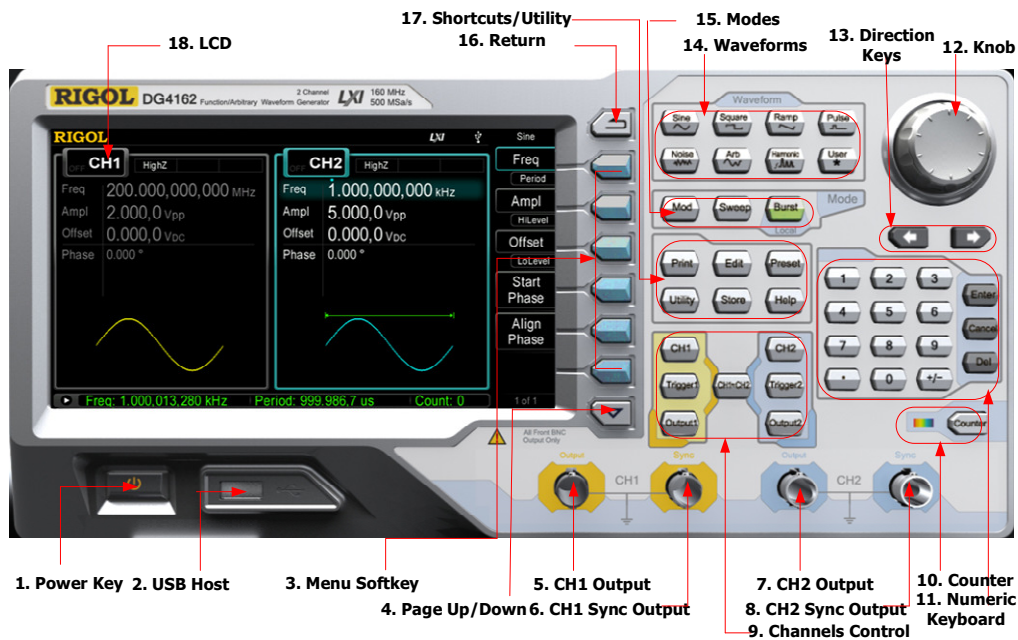 17. Shortcuts/Utility
15. Modes
18. LCD
16. Return
14. Waveforms
13. Direction Keys
12. Knob
RIGOL DG4162 Function/Arbitrary Waveform Generator
2 Channel
LXI
160 MHz
500 MSa/s
Waveform
Sine Square Ramp Pulse
Noise Arb Harmonic User
Mod Sweep Burst
Mode
Local
Print Edit Preset
Utility Store Help
CH1 CH2
Trigger1 CH1⇌CH2 Trigger2
Output1 Output2
1 2 3
4 5 6
7 8 9
. 0 +/-
Enter
Cancel
Del
Counter
RIGOL
LXI
Sine
OFF CH1 HighZ
Freq 200.000,000,000 MHz
Ampl 2.000,0 Vpp
Offset 0.000,0 VDC
Phase 0.000 °
OFF CH2 HighZ
Freq 1.000,000,000 kHz
Ampl 5.000,0 Vpp
Offset 0.000,0 VDC
Phase 0.000 °
Freq
Period
Ampl
HiLevel
Offset
LoLevel
Start
Phase
Align
Phase
1 of 1
Freq: 1.000,013,280 kHz Period: 999.986,7 us Count: 0
All Front BNC
Output Only
Output Sync Output Sync
CH1 CH2
1. Power Key
2. USB Host
3. Menu Softkey
4. Page Up/Down
5. CH1 Output
6. CH1 Sync Output
7. CH2 Output
8. CH2 Sync Output
9. Channels Control
10. Counter
11. Numeric
Keyboard